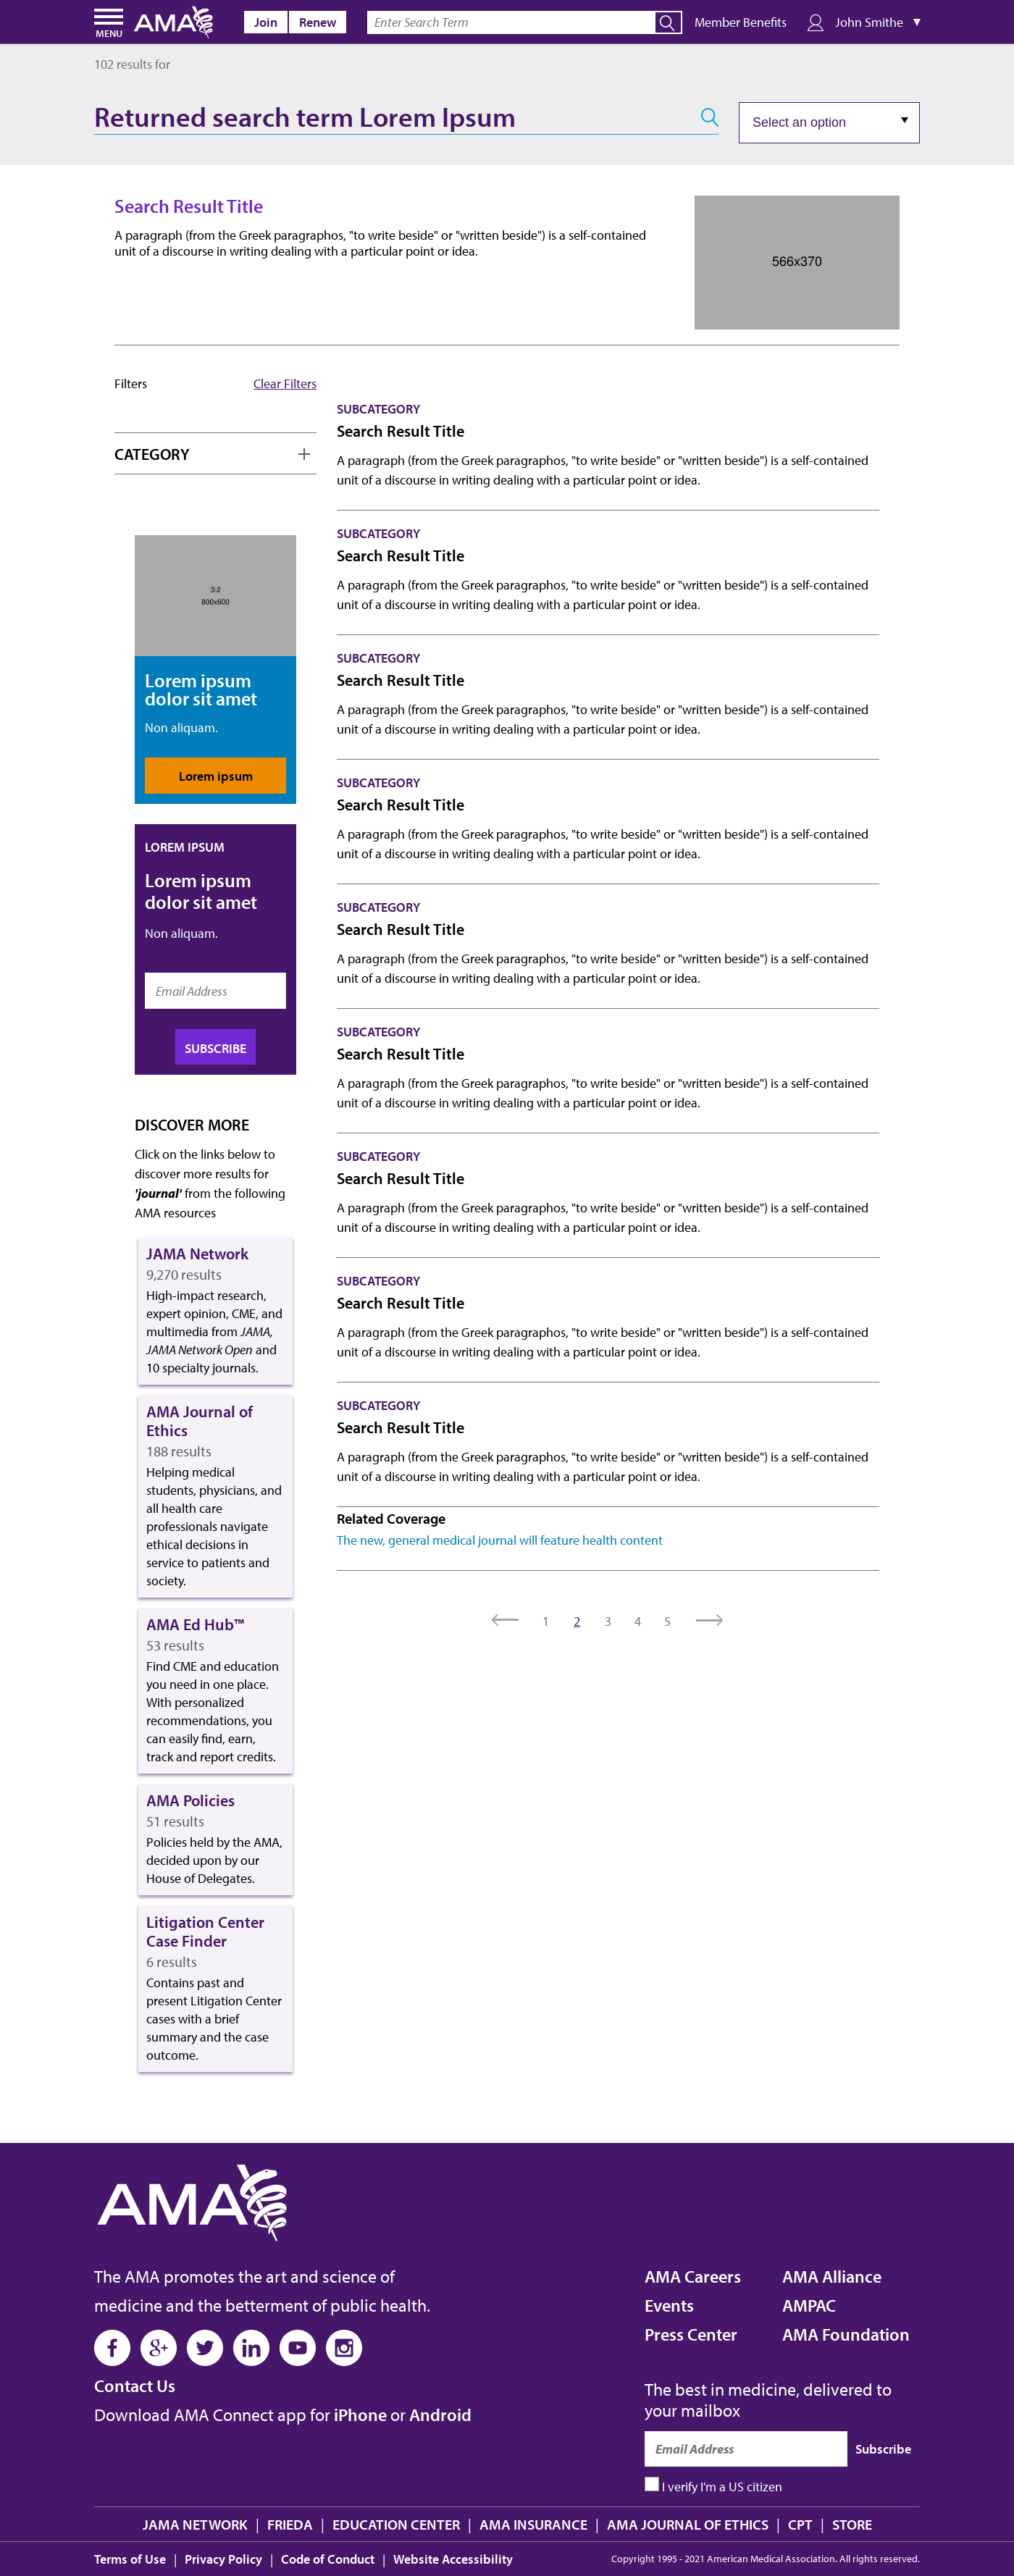 MENU
AMA
Join
Renew
Enter Search Term
Member Benefits
John Smithe
102 results for
Returned search term Lorem Ipsum
Select an option
Search Result Title
A paragraph (from the Greek paragraphos, "to write beside" or "written beside") is a self-contained
unit of a discourse in writing dealing with a particular point or idea.
566x370
Filters
Clear Filters
CATEGORY
3:2
800x600
Lorem ipsum
dolor sit amet
Non aliquam.
Lorem ipsum
LOREM IPSUM
Lorem ipsum
dolor sit amet
Non aliquam.
Email Address
SUBSCRIBE
DISCOVER MORE
Click on the links below to
discover more results for
'journal' from the following
AMA resources
JAMA Network
9,270 results
High-impact research,
expert opinion, CME, and
multimedia from JAMA,
JAMA Network Open and
10 specialty journals.
AMA Journal of
Ethics
188 results
Helping medical
students, physicians, and
all health care
professionals navigate
ethical decisions in
service to patients and
society.
AMA Ed Hub™
53 results
Find CME and education
you need in one place.
With personalized
recommendations, you
can easily find, earn,
track and report credits.
AMA Policies
51 results
Policies held by the AMA,
decided upon by our
House of Delegates.
Litigation Center
Case Finder
6 results
Contains past and
present Litigation Center
cases with a brief
summary and the case
outcome.
SUBCATEGORY
Search Result Title
A paragraph (from the Greek paragraphos, "to write beside" or "written beside") is a self-contained
unit of a discourse in writing dealing with a particular point or idea.
SUBCATEGORY
Search Result Title
A paragraph (from the Greek paragraphos, "to write beside" or "written beside") is a self-contained
unit of a discourse in writing dealing with a particular point or idea.
SUBCATEGORY
Search Result Title
A paragraph (from the Greek paragraphos, "to write beside" or "written beside") is a self-contained
unit of a discourse in writing dealing with a particular point or idea.
SUBCATEGORY
Search Result Title
A paragraph (from the Greek paragraphos, "to write beside" or "written beside") is a self-contained
unit of a discourse in writing dealing with a particular point or idea.
SUBCATEGORY
Search Result Title
A paragraph (from the Greek paragraphos, "to write beside" or "written beside") is a self-contained
unit of a discourse in writing dealing with a particular point or idea.
SUBCATEGORY
Search Result Title
A paragraph (from the Greek paragraphos, "to write beside" or "written beside") is a self-contained
unit of a discourse in writing dealing with a particular point or idea.
SUBCATEGORY
Search Result Title
A paragraph (from the Greek paragraphos, "to write beside" or "written beside") is a self-contained
unit of a discourse in writing dealing with a particular point or idea.
SUBCATEGORY
Search Result Title
A paragraph (from the Greek paragraphos, "to write beside" or "written beside") is a self-contained
unit of a discourse in writing dealing with a particular point or idea.
SUBCATEGORY
Search Result Title
A paragraph (from the Greek paragraphos, "to write beside" or "written beside") is a self-contained
unit of a discourse in writing dealing with a particular point or idea.
Related Coverage
The new, general medical journal will feature health content
1 2 3 4 5
AMA
The AMA promotes the art and science of
medicine and the betterment of public health.
Contact Us
Download AMA Connect app for iPhone or Android
AMA Careers
Events
Press Center
AMA Alliance
AMPAC
AMA Foundation
The best in medicine, delivered to
your mailbox
Email Address
Subscribe
I verify I'm a US citizen
JAMA NETWORK | FRIEDA | EDUCATION CENTER | AMA INSURANCE | AMA JOURNAL OF ETHICS | CPT | STORE
Terms of Use | Privacy Policy | Code of Conduct | Website Accessibility
Copyright 1995 - 2021 American Medical Association. All rights reserved.